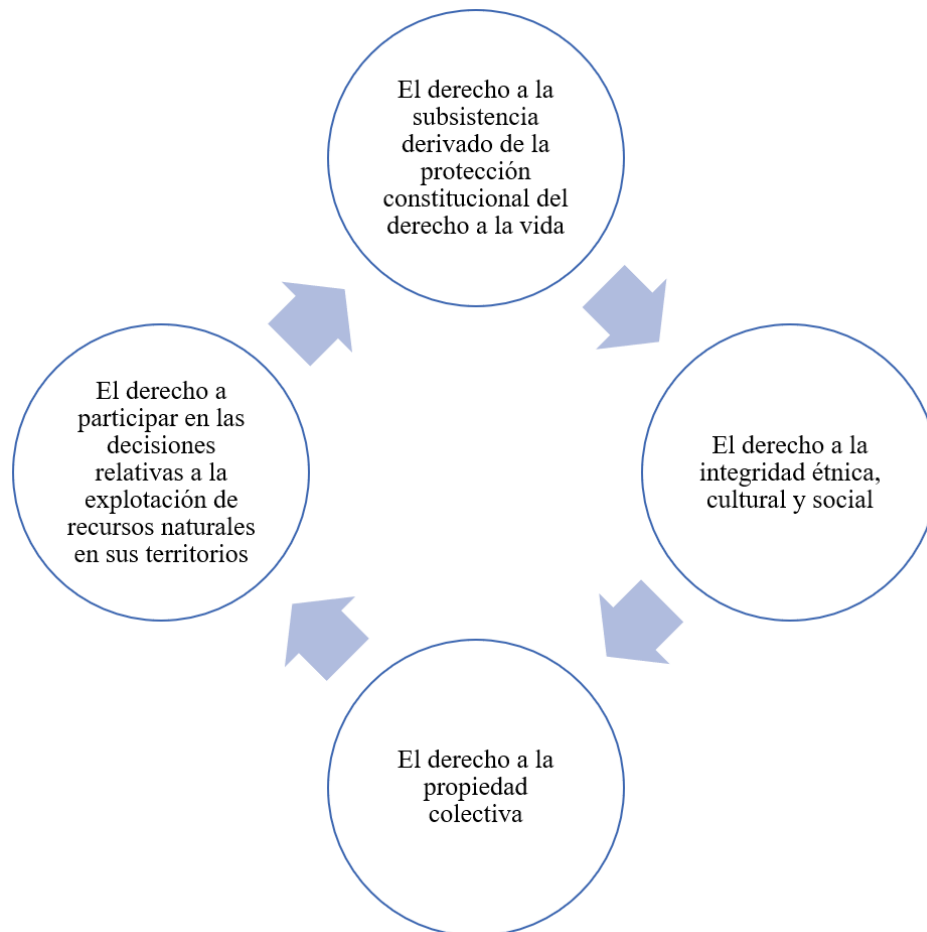 El derecho a la
subsistencia
derivado de la
protección
constitucional del
derecho a la vida
El derecho a la
integridad étnica,
cultural y social
El derecho a la
propiedad
colectiva
El derecho a
participar en las
decisiones
relativas a la
explotación de
recursos naturales
en sus territorios